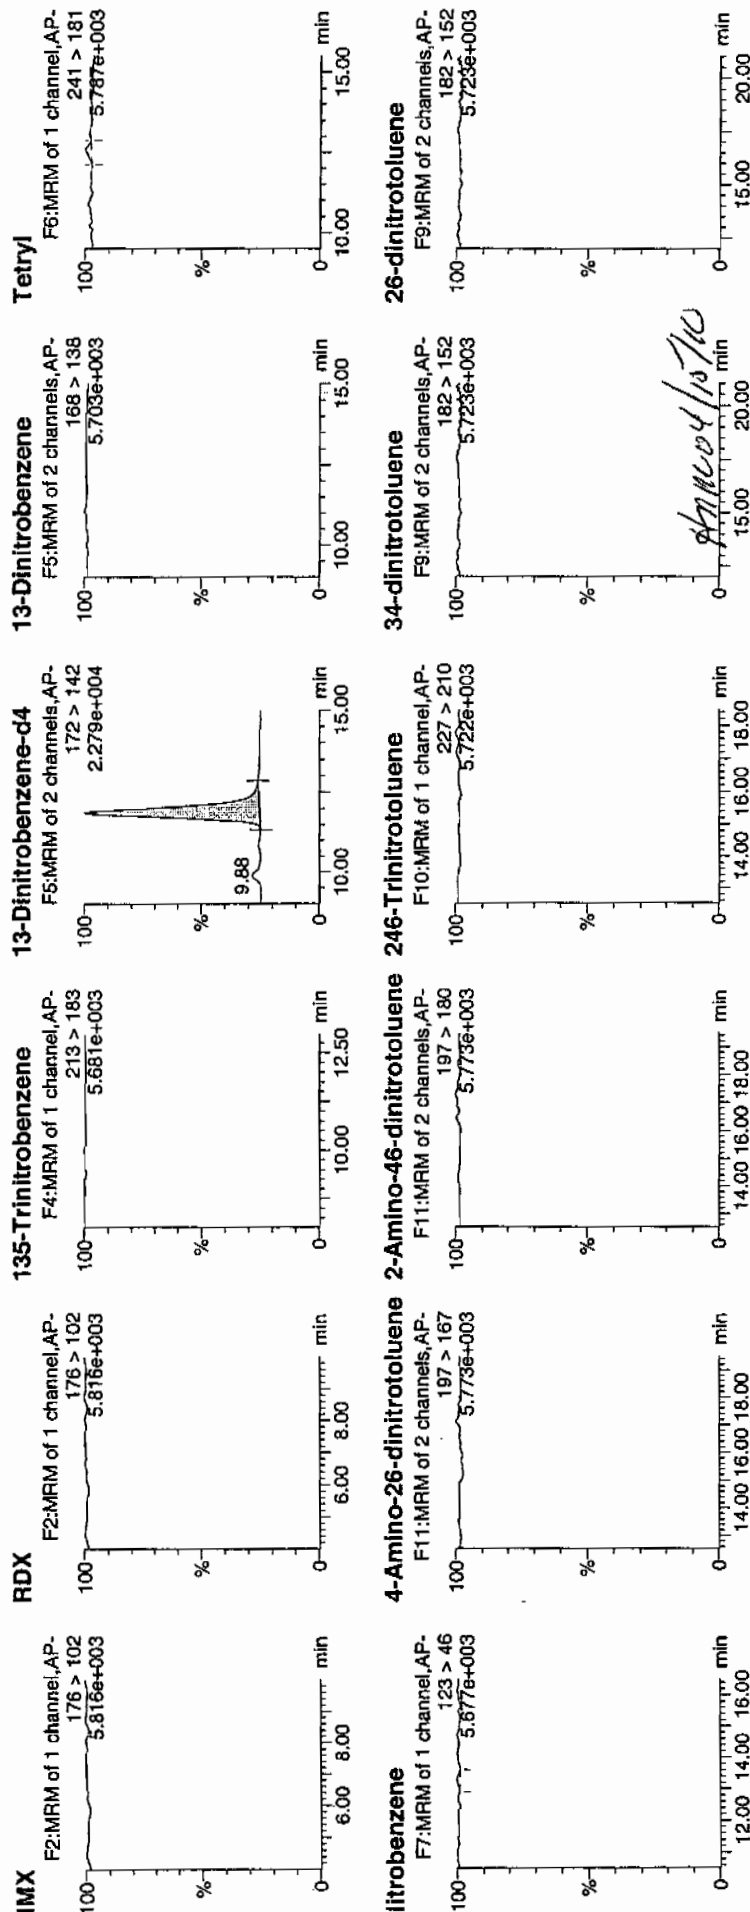 IMX
F2:MRM of 1 channel,AP-
176 > 102
5.816e+003
100
%
0
6.00 8.00 min
RDX
F2:MRM of 1 channel,AP-
176 > 102
5.816e+003
100
%
0
6.00 8.00 min
135-Trinitrobenzene
F4:MRM of 1 channel,AP-
213 > 183
5.681e+003
100
%
0
10.00 12.50 min
13-Dinitrobenzene-d4
F5:MRM of 2 channels,AP-
172 > 142
2.279e+004
100
9.88
%
0
10.00 15.00 min
13-Dinitrobenzene
F5:MRM of 2 channels,AP-
168 > 138
5.703e+003
100
%
0
10.00 15.00 min
Tetryl
F6:MRM of 1 channel,AP-
241 > 181
5.787e+003
100
%
0
10.00 15.00 min
litrobenzene
F7:MRM of 1 channel,AP-
123 > 46
5.677e+003
100
%
0
12.00 14.00 16.00 min
4-Amino-26-dinitrotoluene
F11:MRM of 2 channels,AP-
197 > 167
5.773e+003
100
%
0
14.00 16.00 18.00 min
2-Amino-46-dinitrotoluene
F11:MRM of 2 channels,AP-
197 > 180
5.773e+003
100
%
0
14.00 16.00 18.00 min
246-Trinitrotoluene
F10:MRM of 1 channel,AP-
227 > 210
5.722e+003
100
%
0
14.00 16.00 18.00 min
34-dinitrotoluene
F9:MRM of 2 channels,AP-
182 > 152
5.723e+003
100
%
0
15.00 20.00 min
26-dinitrotoluene
F9:MRM of 2 channels,AP-
182 > 152
5.723e+003
100
%
0
15.00 20.00 min